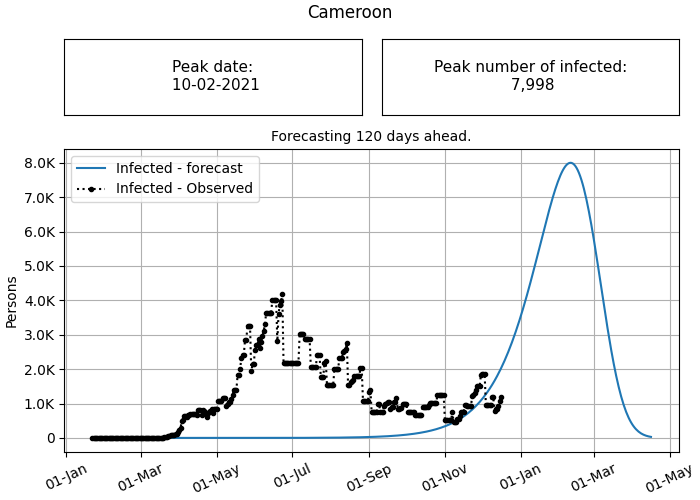 Cameroon
Peak date:
10-02-2021
Peak number of infected:
7,998
Forecasting 120 days ahead.
Infected - forecast
Infected - Observed
8.0K
7.0K
6.0K
5.0K
4.0K
3.0K
2.0K
1.0K
0
Persons
01-Jan
01-Mar
01-May
01-Jul
01-Sep
01-Nov
01-Jan
01-Mar
01-May